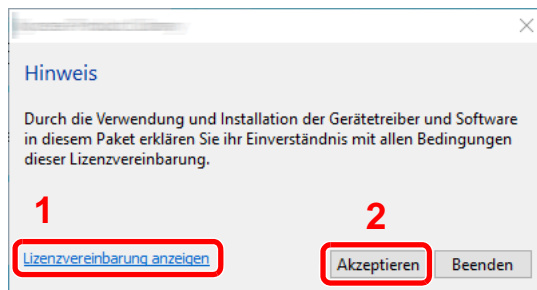 Hinweis
Durch die Verwendung und Installation der Gerätetreiber und Software
in diesem Paket erklären Sie ihr Einverständnis mit allen Bedingungen
dieser Lizenzvereinbarung.
1
2
Lizenzvereinbarung anzeigen
Akzeptieren
Beenden